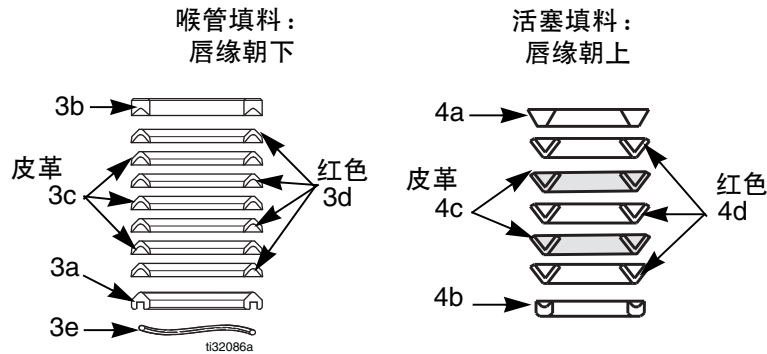 喉管填料：
唇缘朝下
3b
皮革
3c
红色
3d
3a
3e
ti32086a
活塞填料：
唇缘朝上
4a
皮革
4c
红色
4d
4b